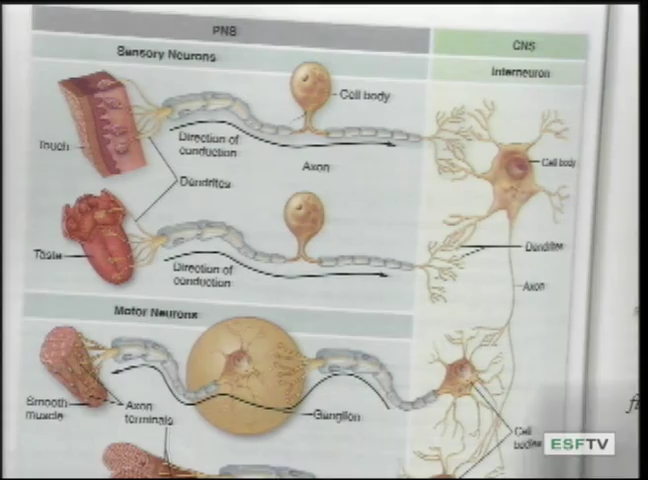 PNS
CNS
Sensory Neurons
Interneuron
Cell body
Touch
Direction of
conduction
Axon
Cell body
Dendrites
Taste
Direction of
conduction
Dendrites
Axon
Motor Neurons
Smooth
muscle
Axon
terminals
Ganglion
Cell
bodies
ESFTV